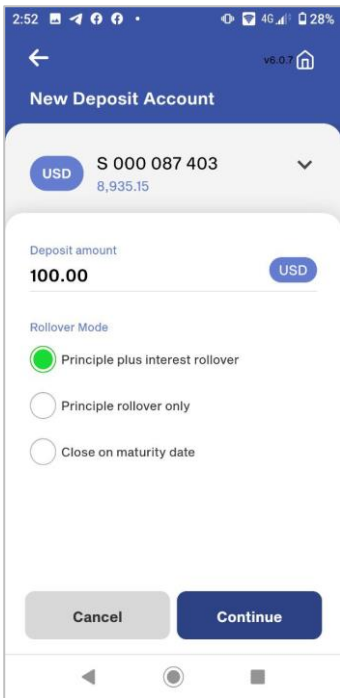 2:52 4G 28%
v6.0.7
New Deposit Account
USD S 000 087 403
8,935.15
Deposit amount
100.00 USD
Rollover Mode
Principle plus interest rollover
Principle rollover only
Close on maturity date
Cancel Continue